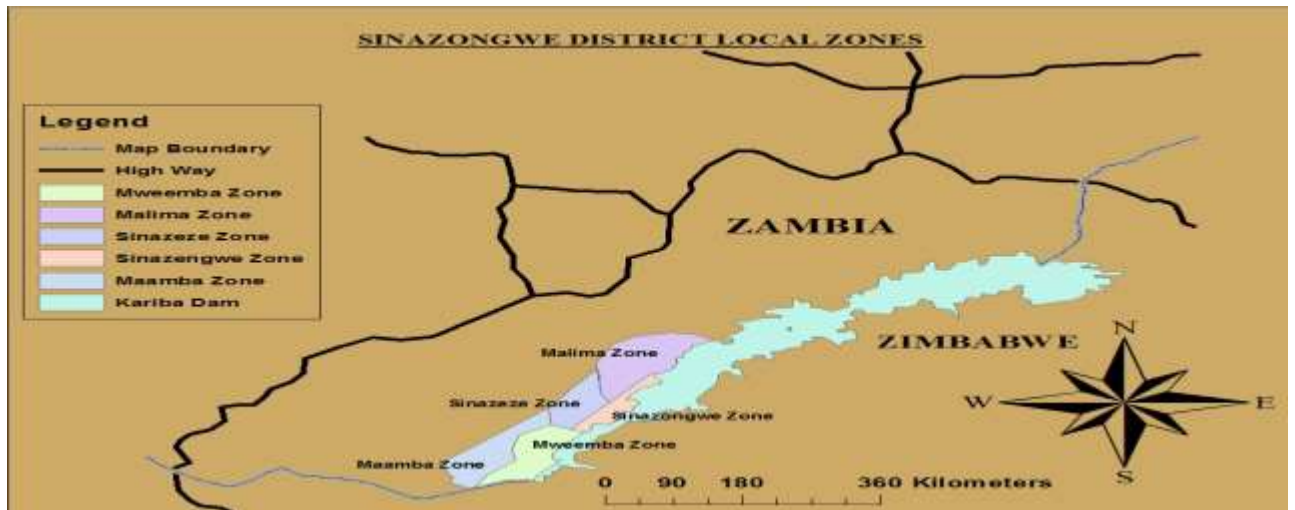 SINAZONGWE DISTRICT LOCAL ZONES
Legend
Map Boundary
High Way
Mweemba Zone
Malima Zone
Sinazeze Zone
Sinazengwe Zone
Maamba Zone
Kariba Dam
ZAMBIA
ZIMBABWE
Malima Zone
Sinazeze Zone
Sinazongwe Zone
Mweemba Zone
Maamba Zone
N
W
E
S
0 90 180 360 Kilometers